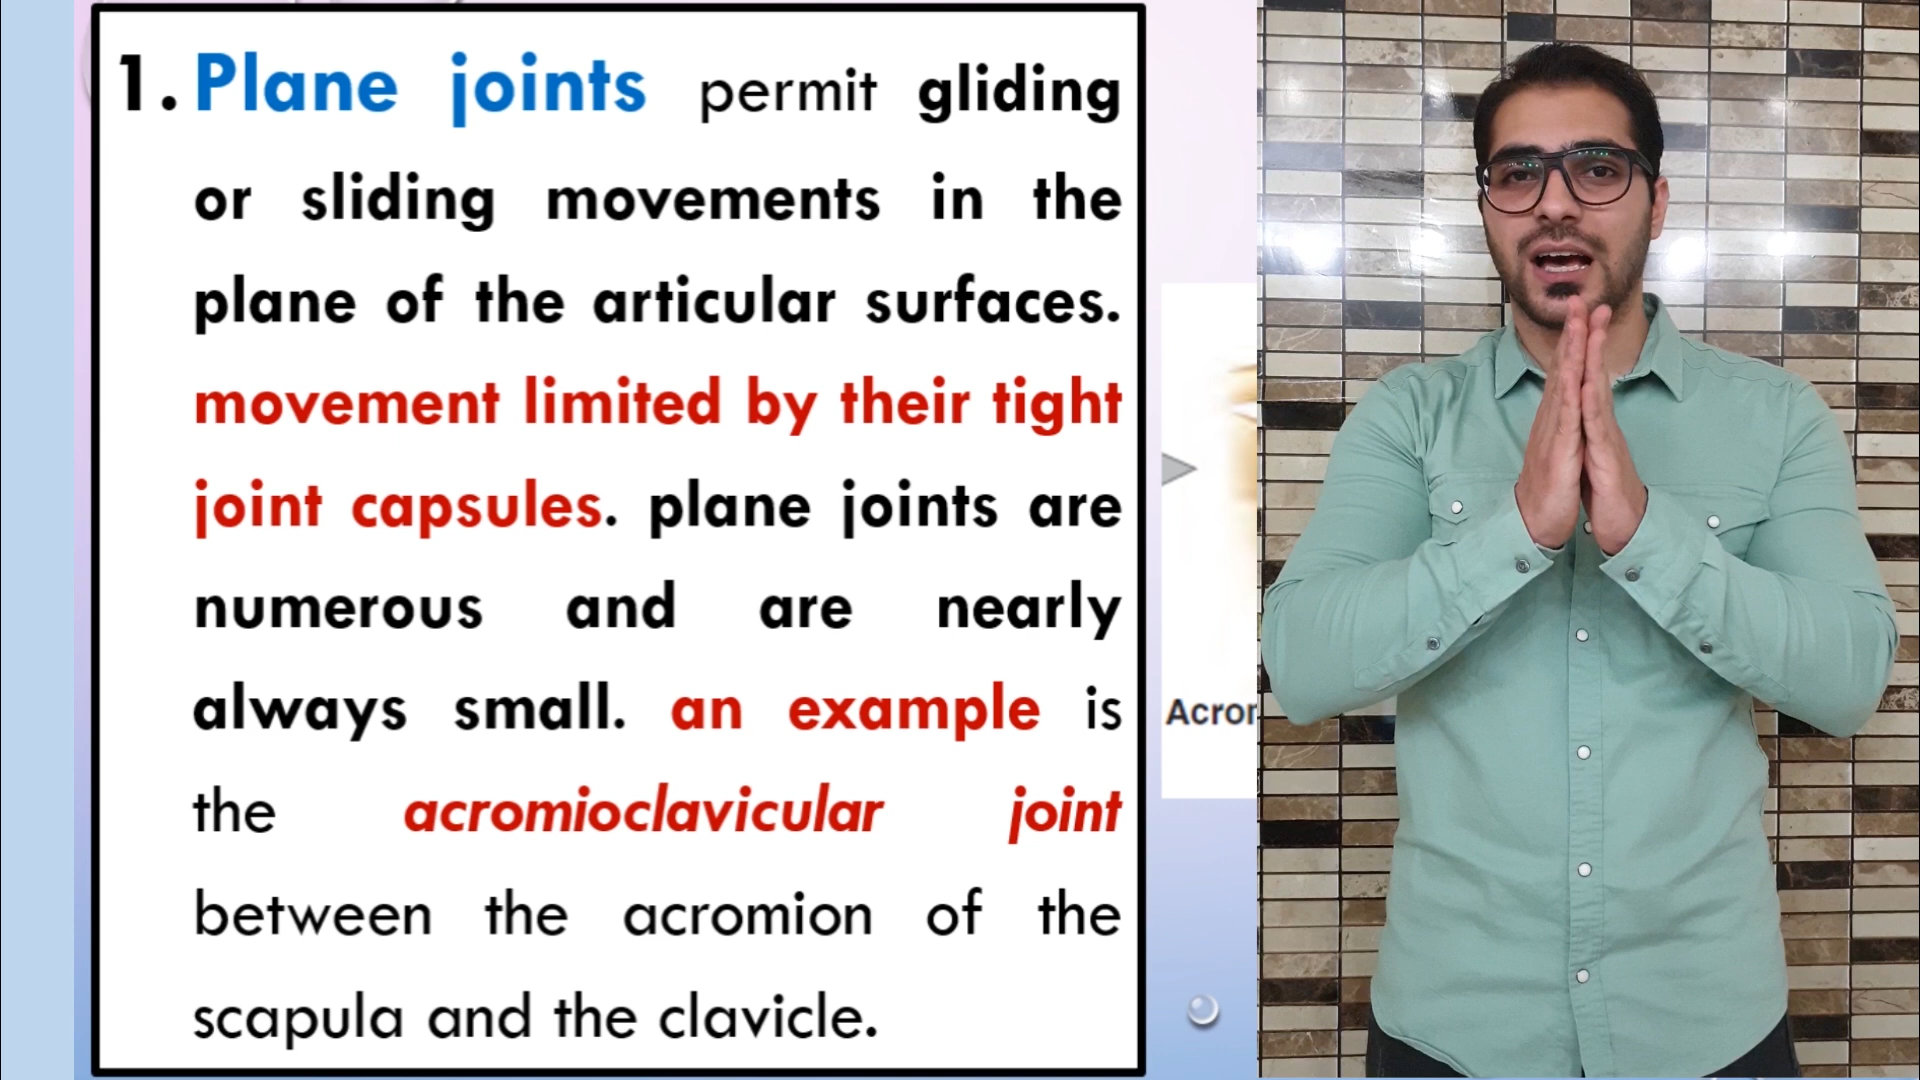 1. Plane joints permit gliding
or sliding movements in the
plane of the articular surfaces.
movement limited by their tight
joint capsules. plane joints are
numerous and are nearly
always small. an example is
the acromioclavicular joint
between the acromion of the
scapula and the clavicle.
Acror